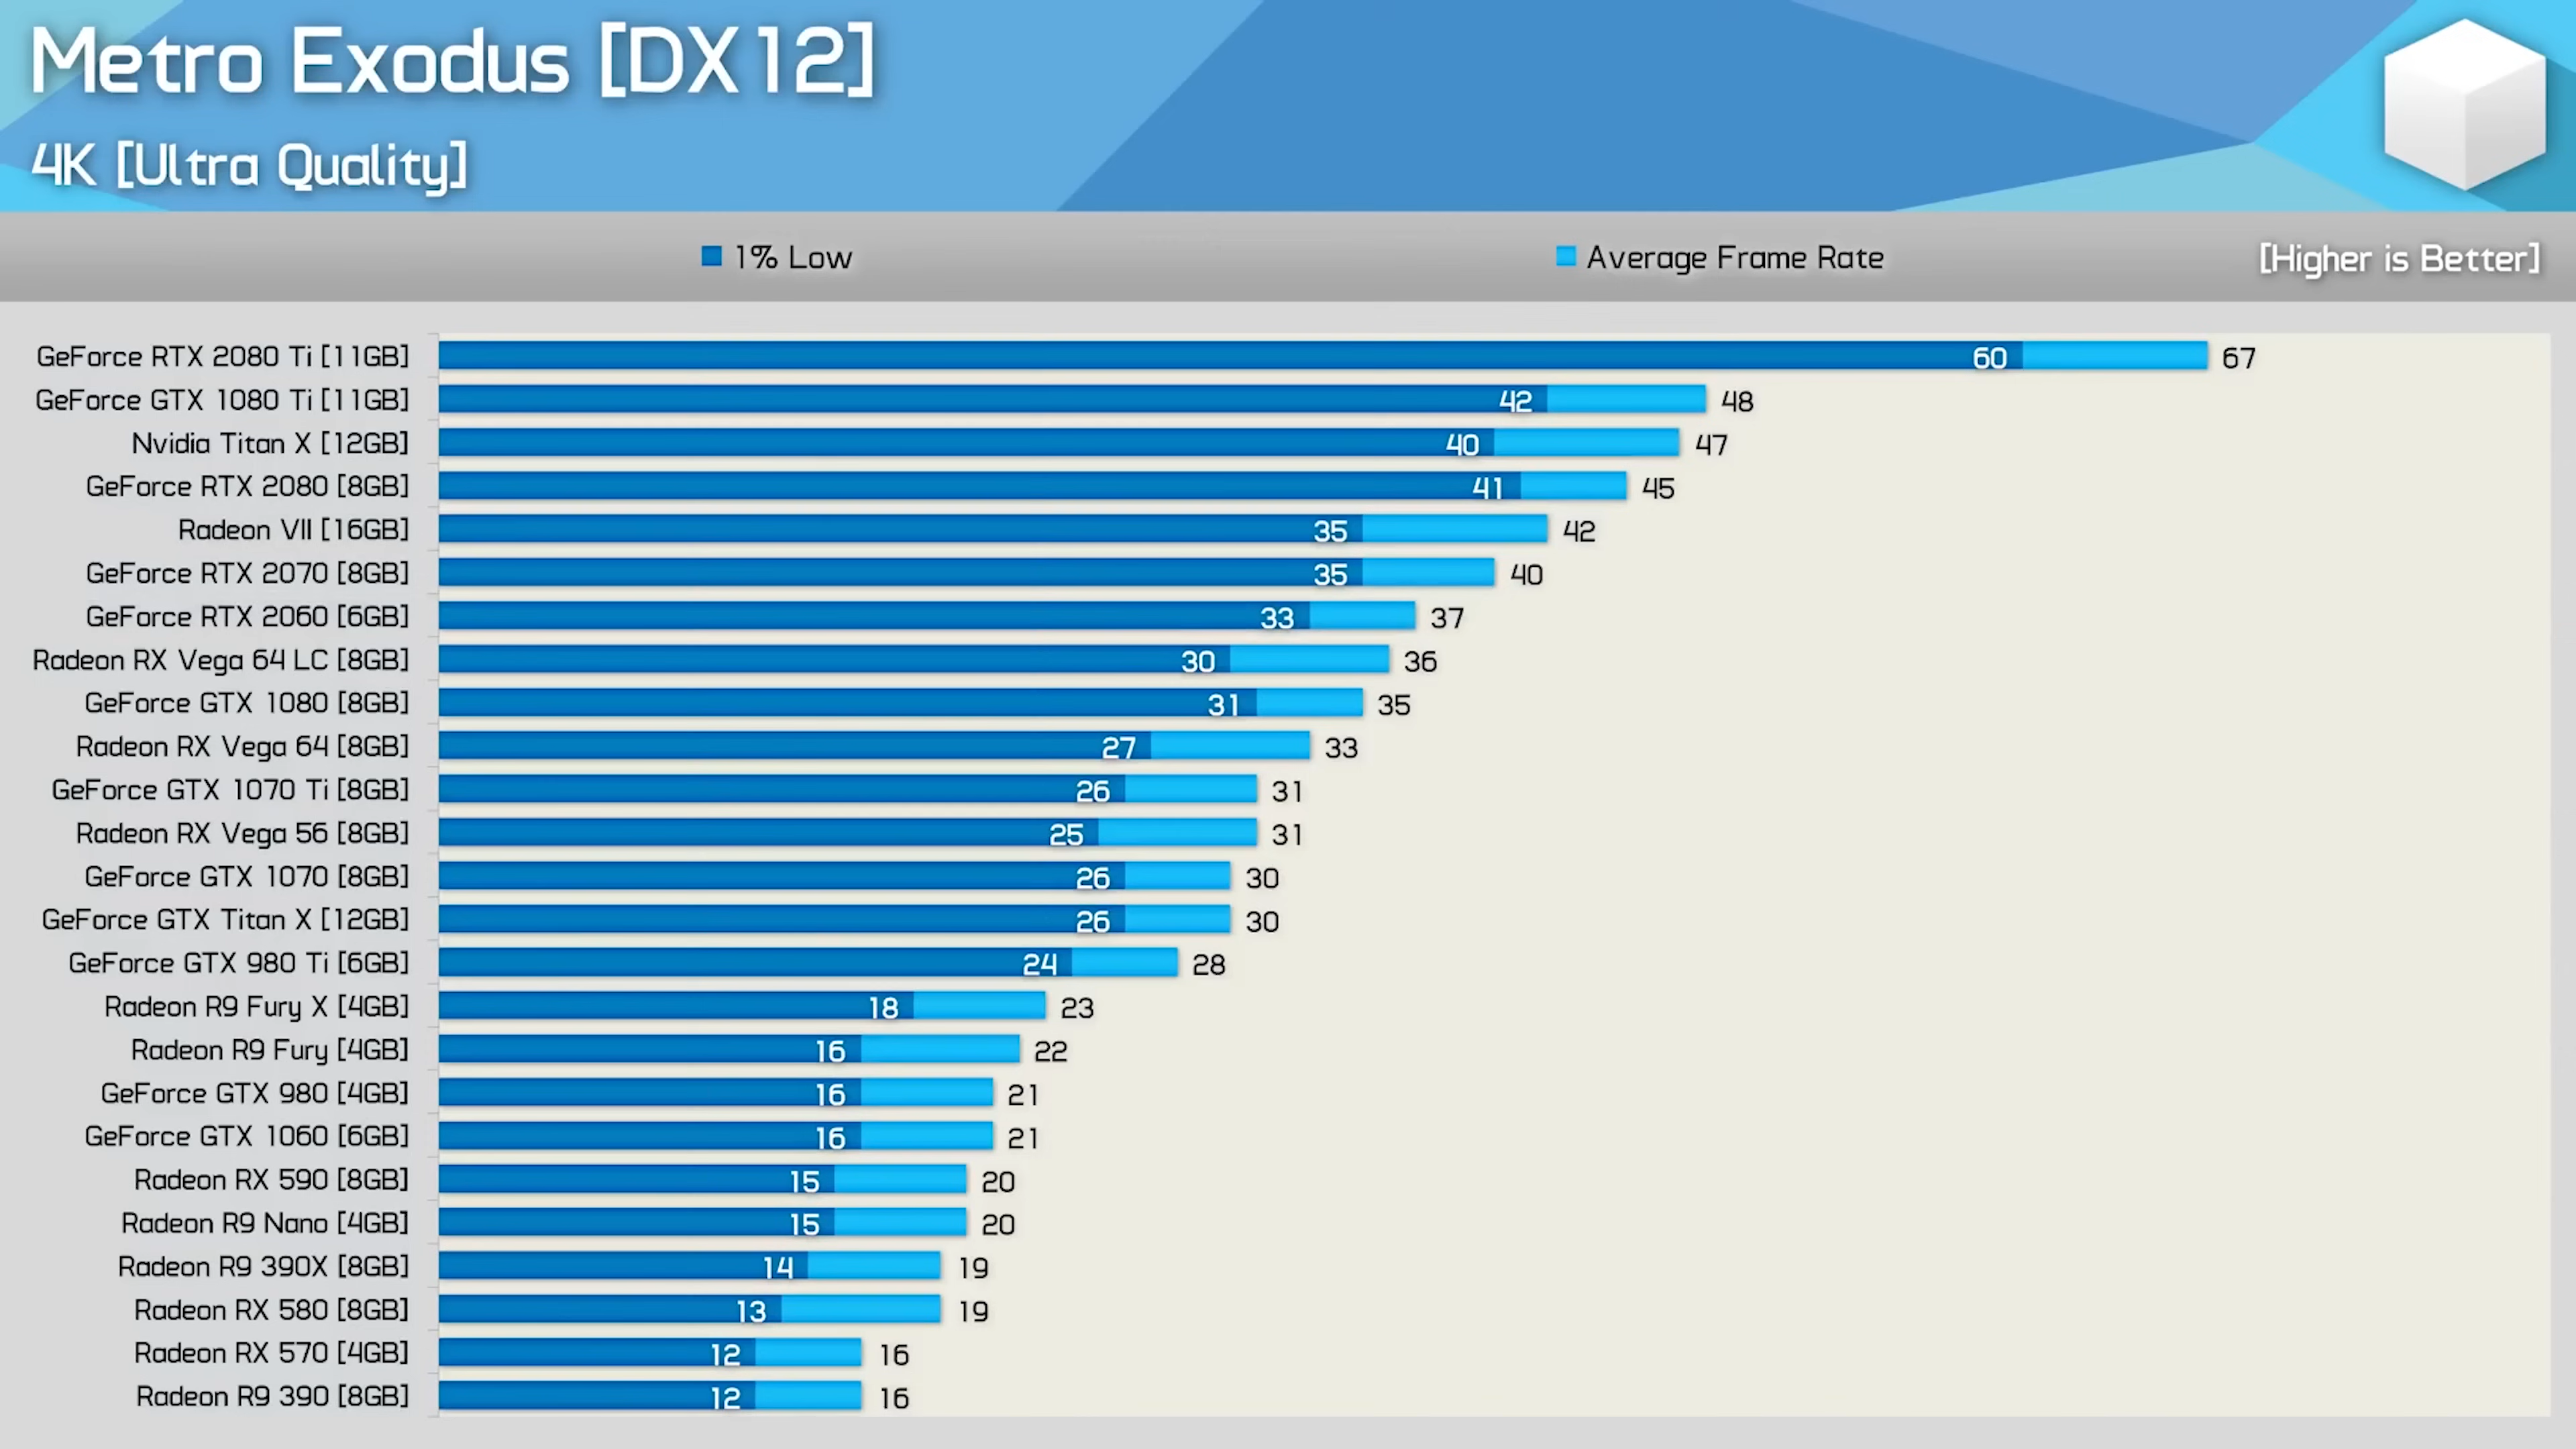 Metro Exodus [DX12]
4K [Ultra Quality]
1% Low Average Frame Rate [Higher is Better]
GeForce RTX 2080 Ti [11GB] 60 67
GeForce GTX 1080 Ti [11GB] 42 48
Nvidia Titan X [12GB] 40 47
GeForce RTX 2080 [8GB] 41 45
Radeon VII [16GB] 35 42
GeForce RTX 2070 [8GB] 35 40
GeForce RTX 2060 [6GB] 33 37
Radeon RX Vega 64 LC [8GB] 30 36
GeForce GTX 1080 [8GB] 31 35
Radeon RX Vega 64 [8GB] 27 33
GeForce GTX 1070 Ti [8GB] 26 31
Radeon RX Vega 56 [8GB] 25 31
GeForce GTX 1070 [8GB] 26 30
GeForce GTX Titan X [12GB] 26 30
GeForce GTX 980 Ti [6GB] 24 28
Radeon R9 Fury X [4GB] 18 23
Radeon R9 Fury [4GB] 16 22
GeForce GTX 980 [4GB] 16 21
GeForce GTX 1060 [6GB] 16 21
Radeon RX 590 [8GB] 15 20
Radeon R9 Nano [4GB] 15 20
Radeon R9 390X [8GB] 14 19
Radeon RX 580 [8GB] 13 19
Radeon RX 570 [4GB] 12 16
Radeon R9 390 [8GB] 12 16